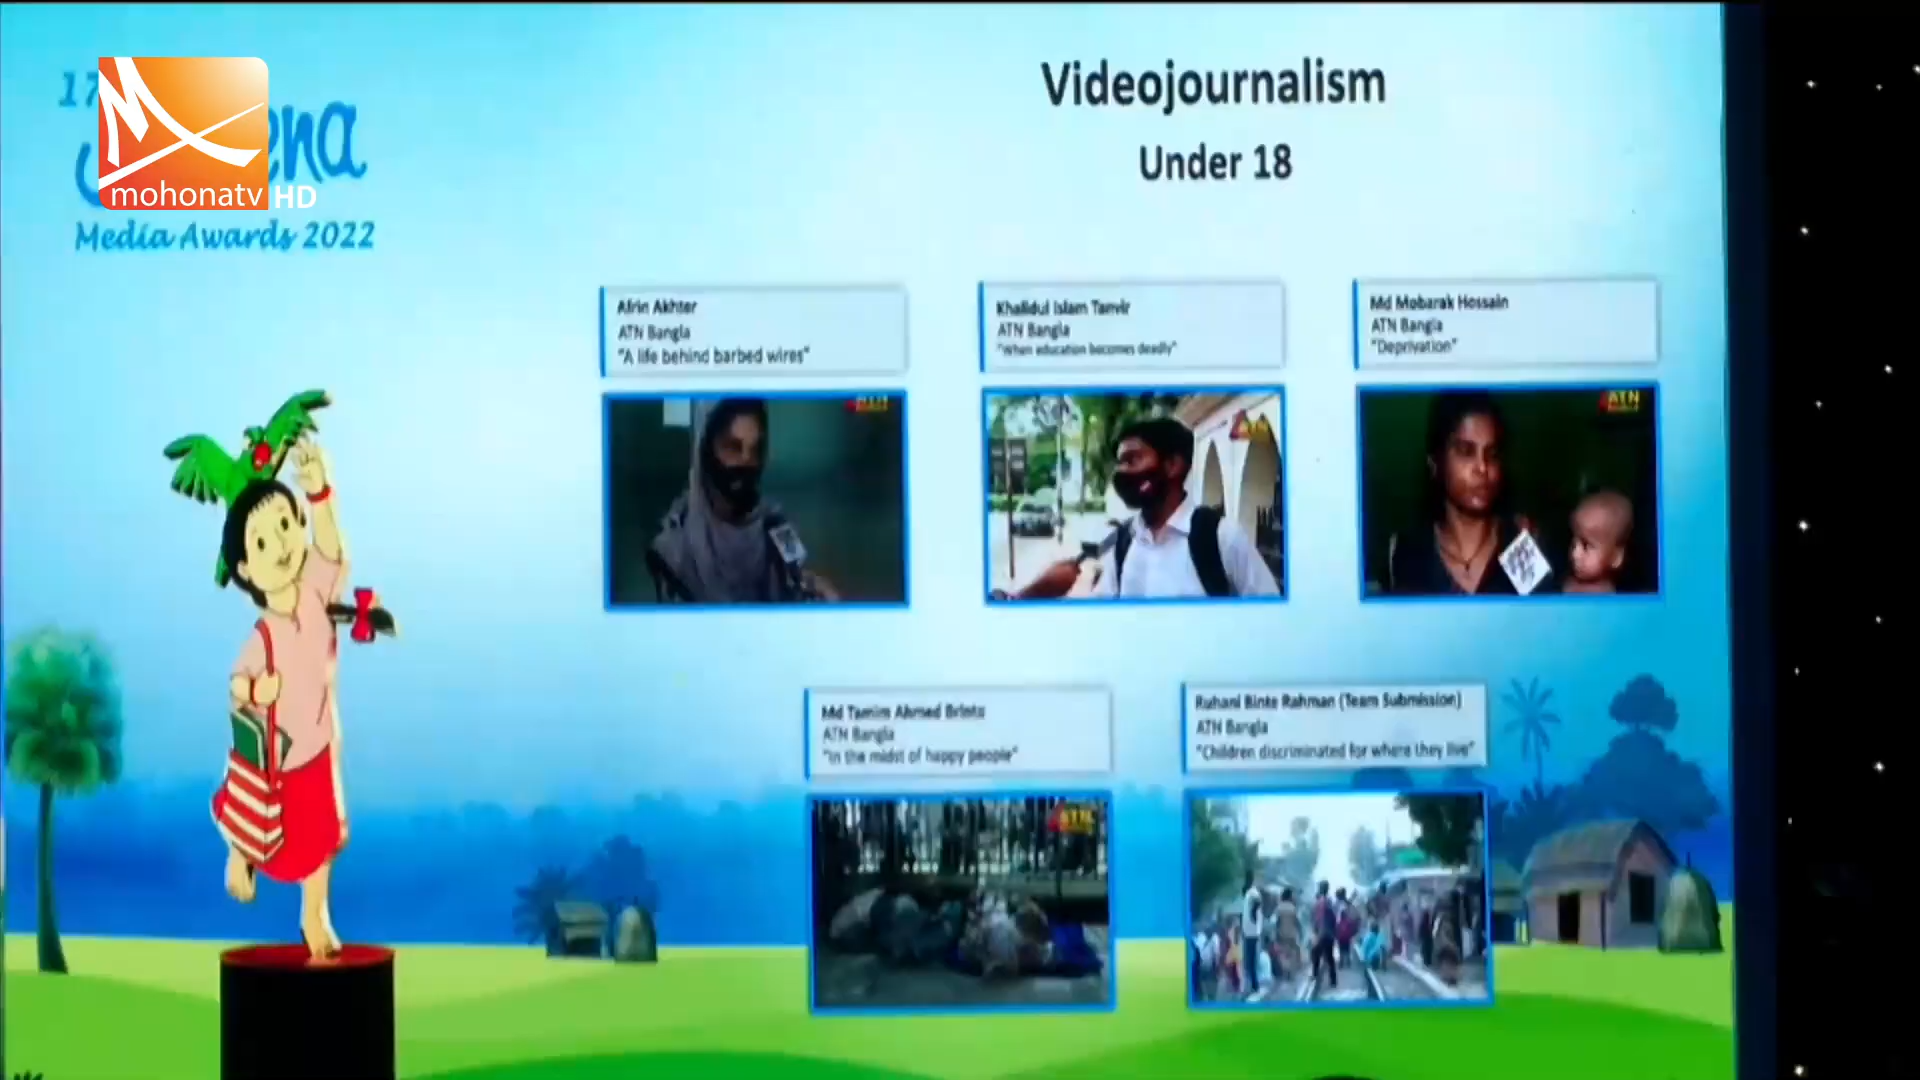 17
ena
mohonatv HD
Media Awards 2022
Videojournalism
Under 18
Afrin Akhter
ATN Bangla
"A life behind barbed wires"
Khalidul Islam Tanvir
ATN Bangla
"When education becomes deadly"
Md Mobarak Hossain
ATN Bangla
"Deprivation"
ATN
ATN
ATN
Md Tamim Ahmed Brinto
ATN Bangla
"In the midst of happy people"
Ruhani Binte Rahman (Team Submission)
ATN Bangla
"Children discriminated for where they live"
ATN